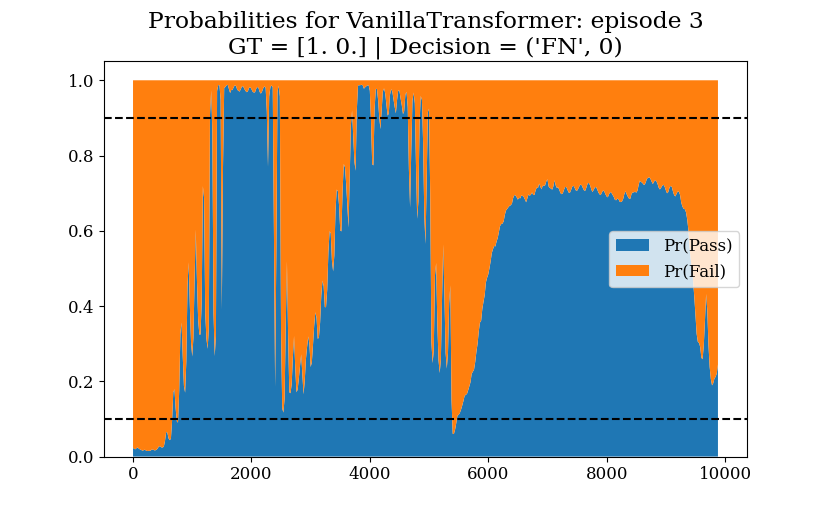 Probabilities for VanillaTransformer: episode 3
GT = [1. 0.] | Decision = ('FN', 0)
1.0
0.8
0.6
0.4
0.2
0.0
Pr(Pass)
Pr(Fail)
0 2000 4000 6000 8000 10000